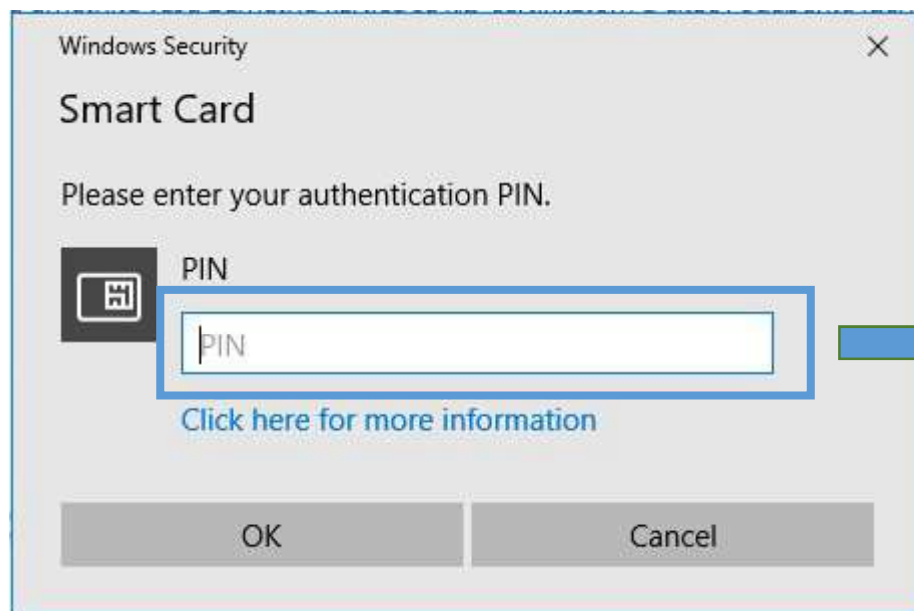 Windows Security
Smart Card
Please enter your authentication PIN.
PIN
PIN
Click here for more information
OK
Cancel